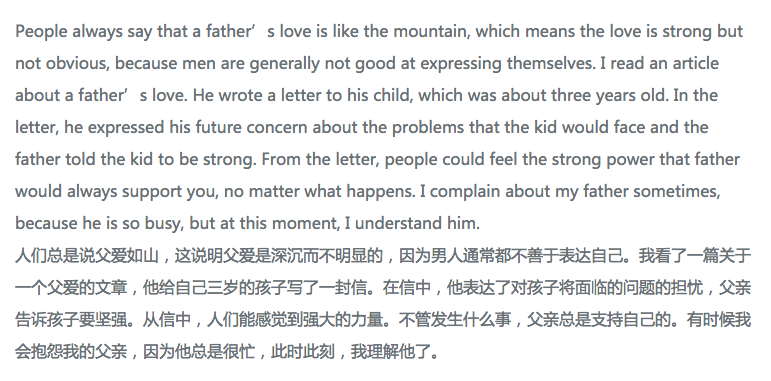 People always say that a father’s love is like the mountain, which means the love is strong but
not obvious, because men are generally not good at expressing themselves. I read an article
about a father’s love. He wrote a letter to his child, which was about three years old. In the
letter, he expressed his future concern about the problems that the kid would face and the
father told the kid to be strong. From the letter, people could feel the strong power that father
would always support you, no matter what happens. I complain about my father sometimes,
because he is so busy, but at this moment, I understand him.
人们总是说父爱如山，这说明父爱是深沉而不明显的，因为男人通常都不善于表达自己。我看了一篇关于
一个父爱的文章，他给自己三岁的孩子写了一封信。在信中，他表达了对孩子将面临的问题的担忧，父亲
告诉孩子要坚强。从信中，人们能感觉到强大的力量。不管发生什么事，父亲总是支持自己的。有时候我
会抱怨我的父亲，因为他总是很忙，此时此刻，我理解他了。